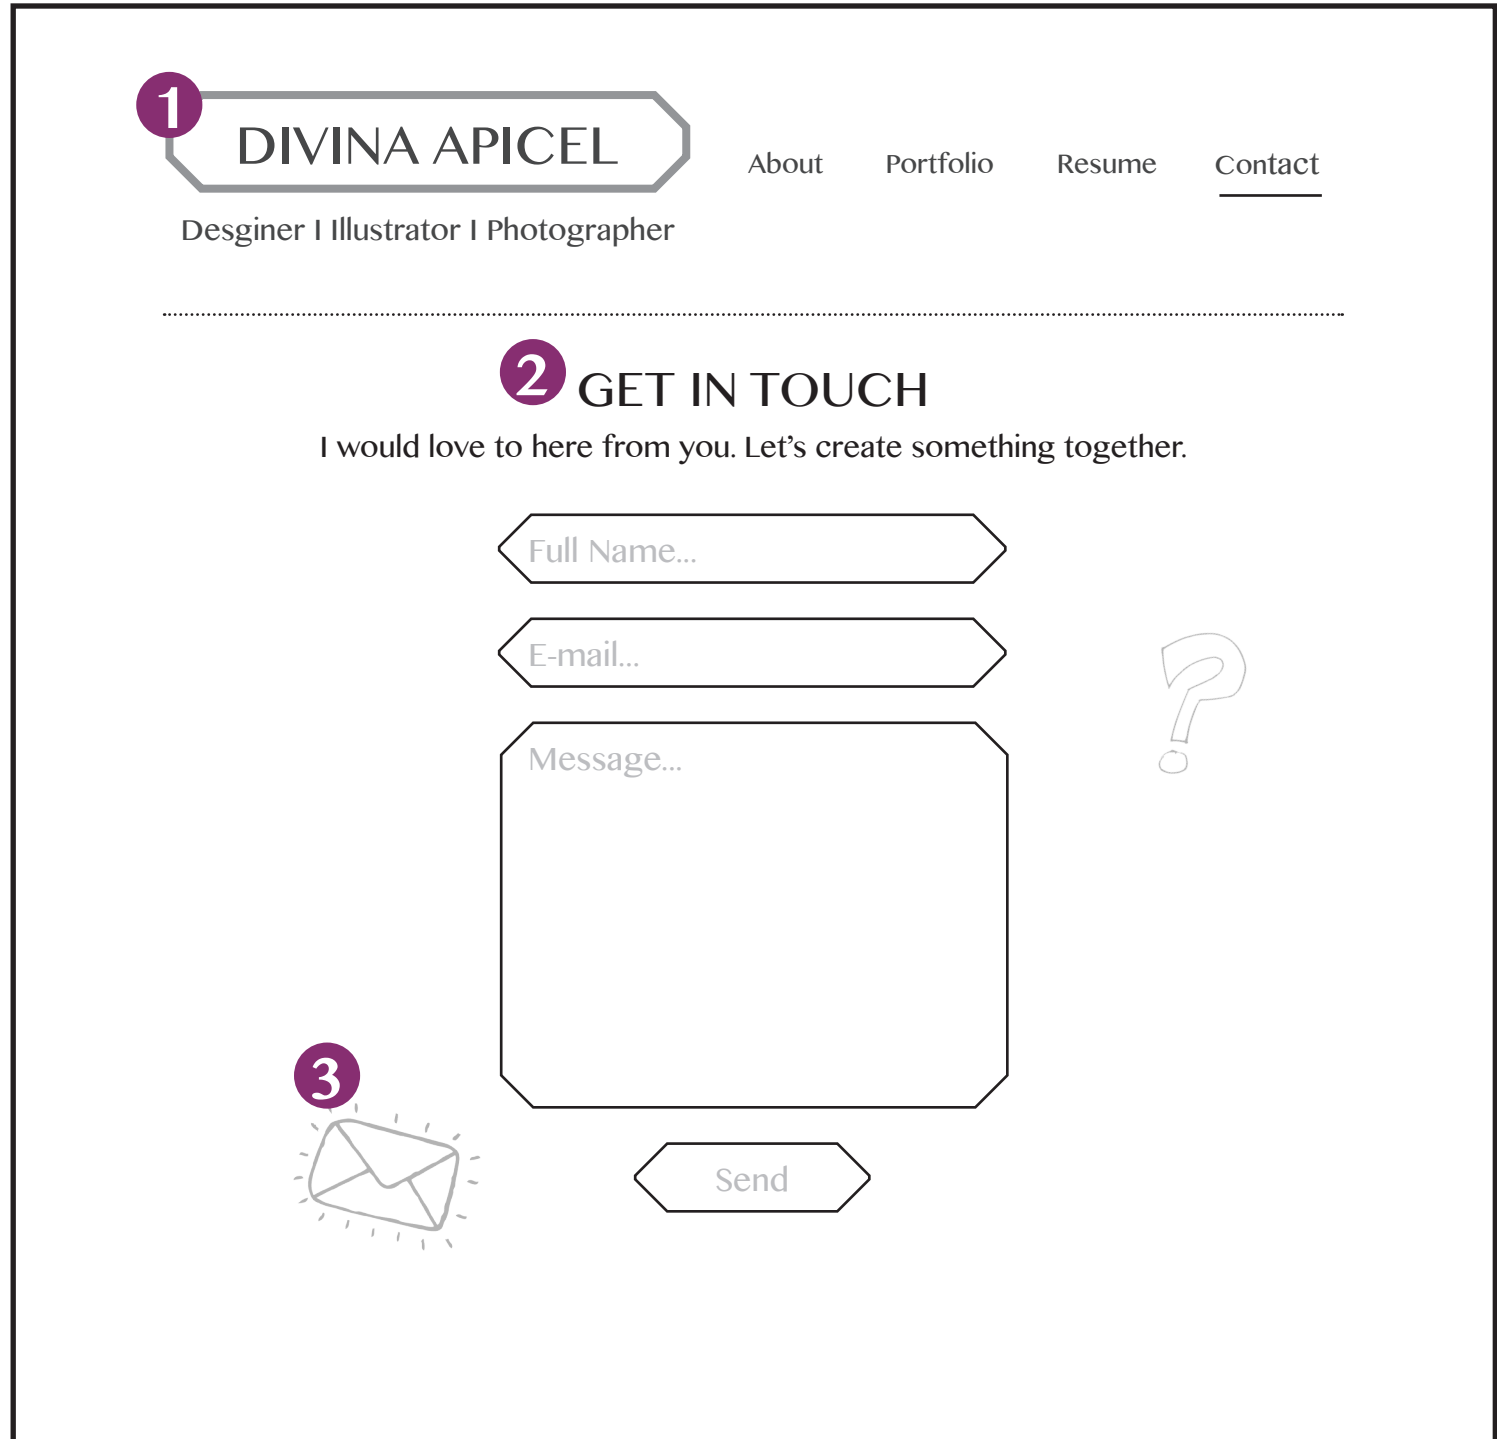 1
DIVINA APICEL
About Portfolio Resume Contact
Desginer I Illustrator I Photographer
2
GET IN TOUCH
I would love to here from you. Let’s create something together.
Full Name...
E-mail...
?
Message...
3
Send